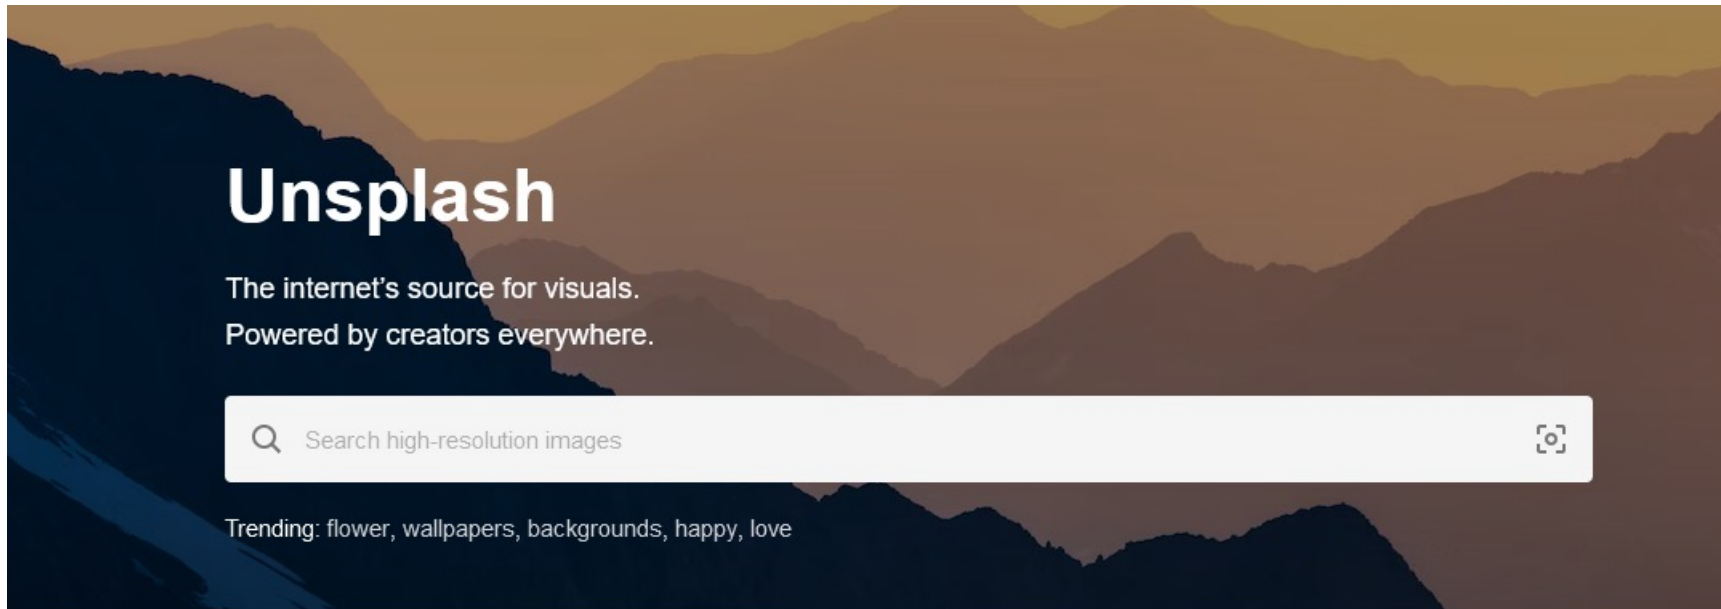 Unsplash
The internet’s source for visuals.
Powered by creators everywhere.
Search high-resolution images
Trending: flower, wallpapers, backgrounds, happy, love